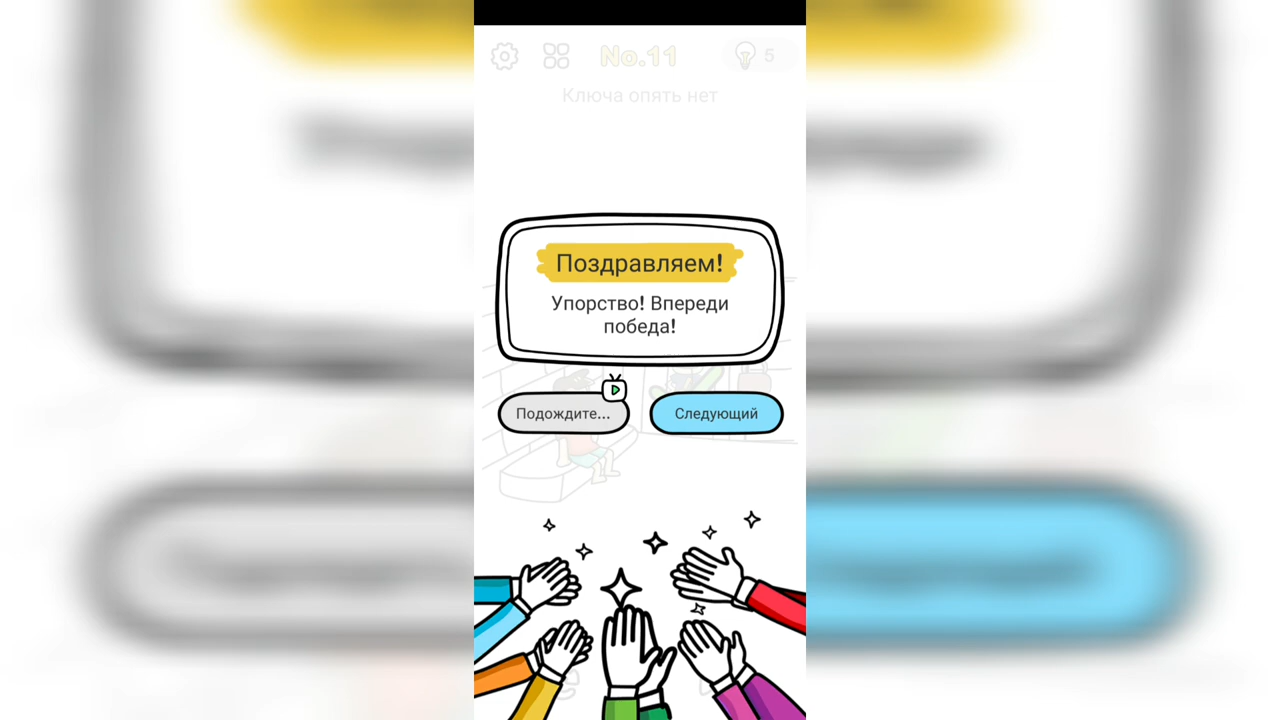 No.11
5
Ключа опять нет
Поздравляем!
Упорство! Впереди
победа!
Подождите...
Следующий